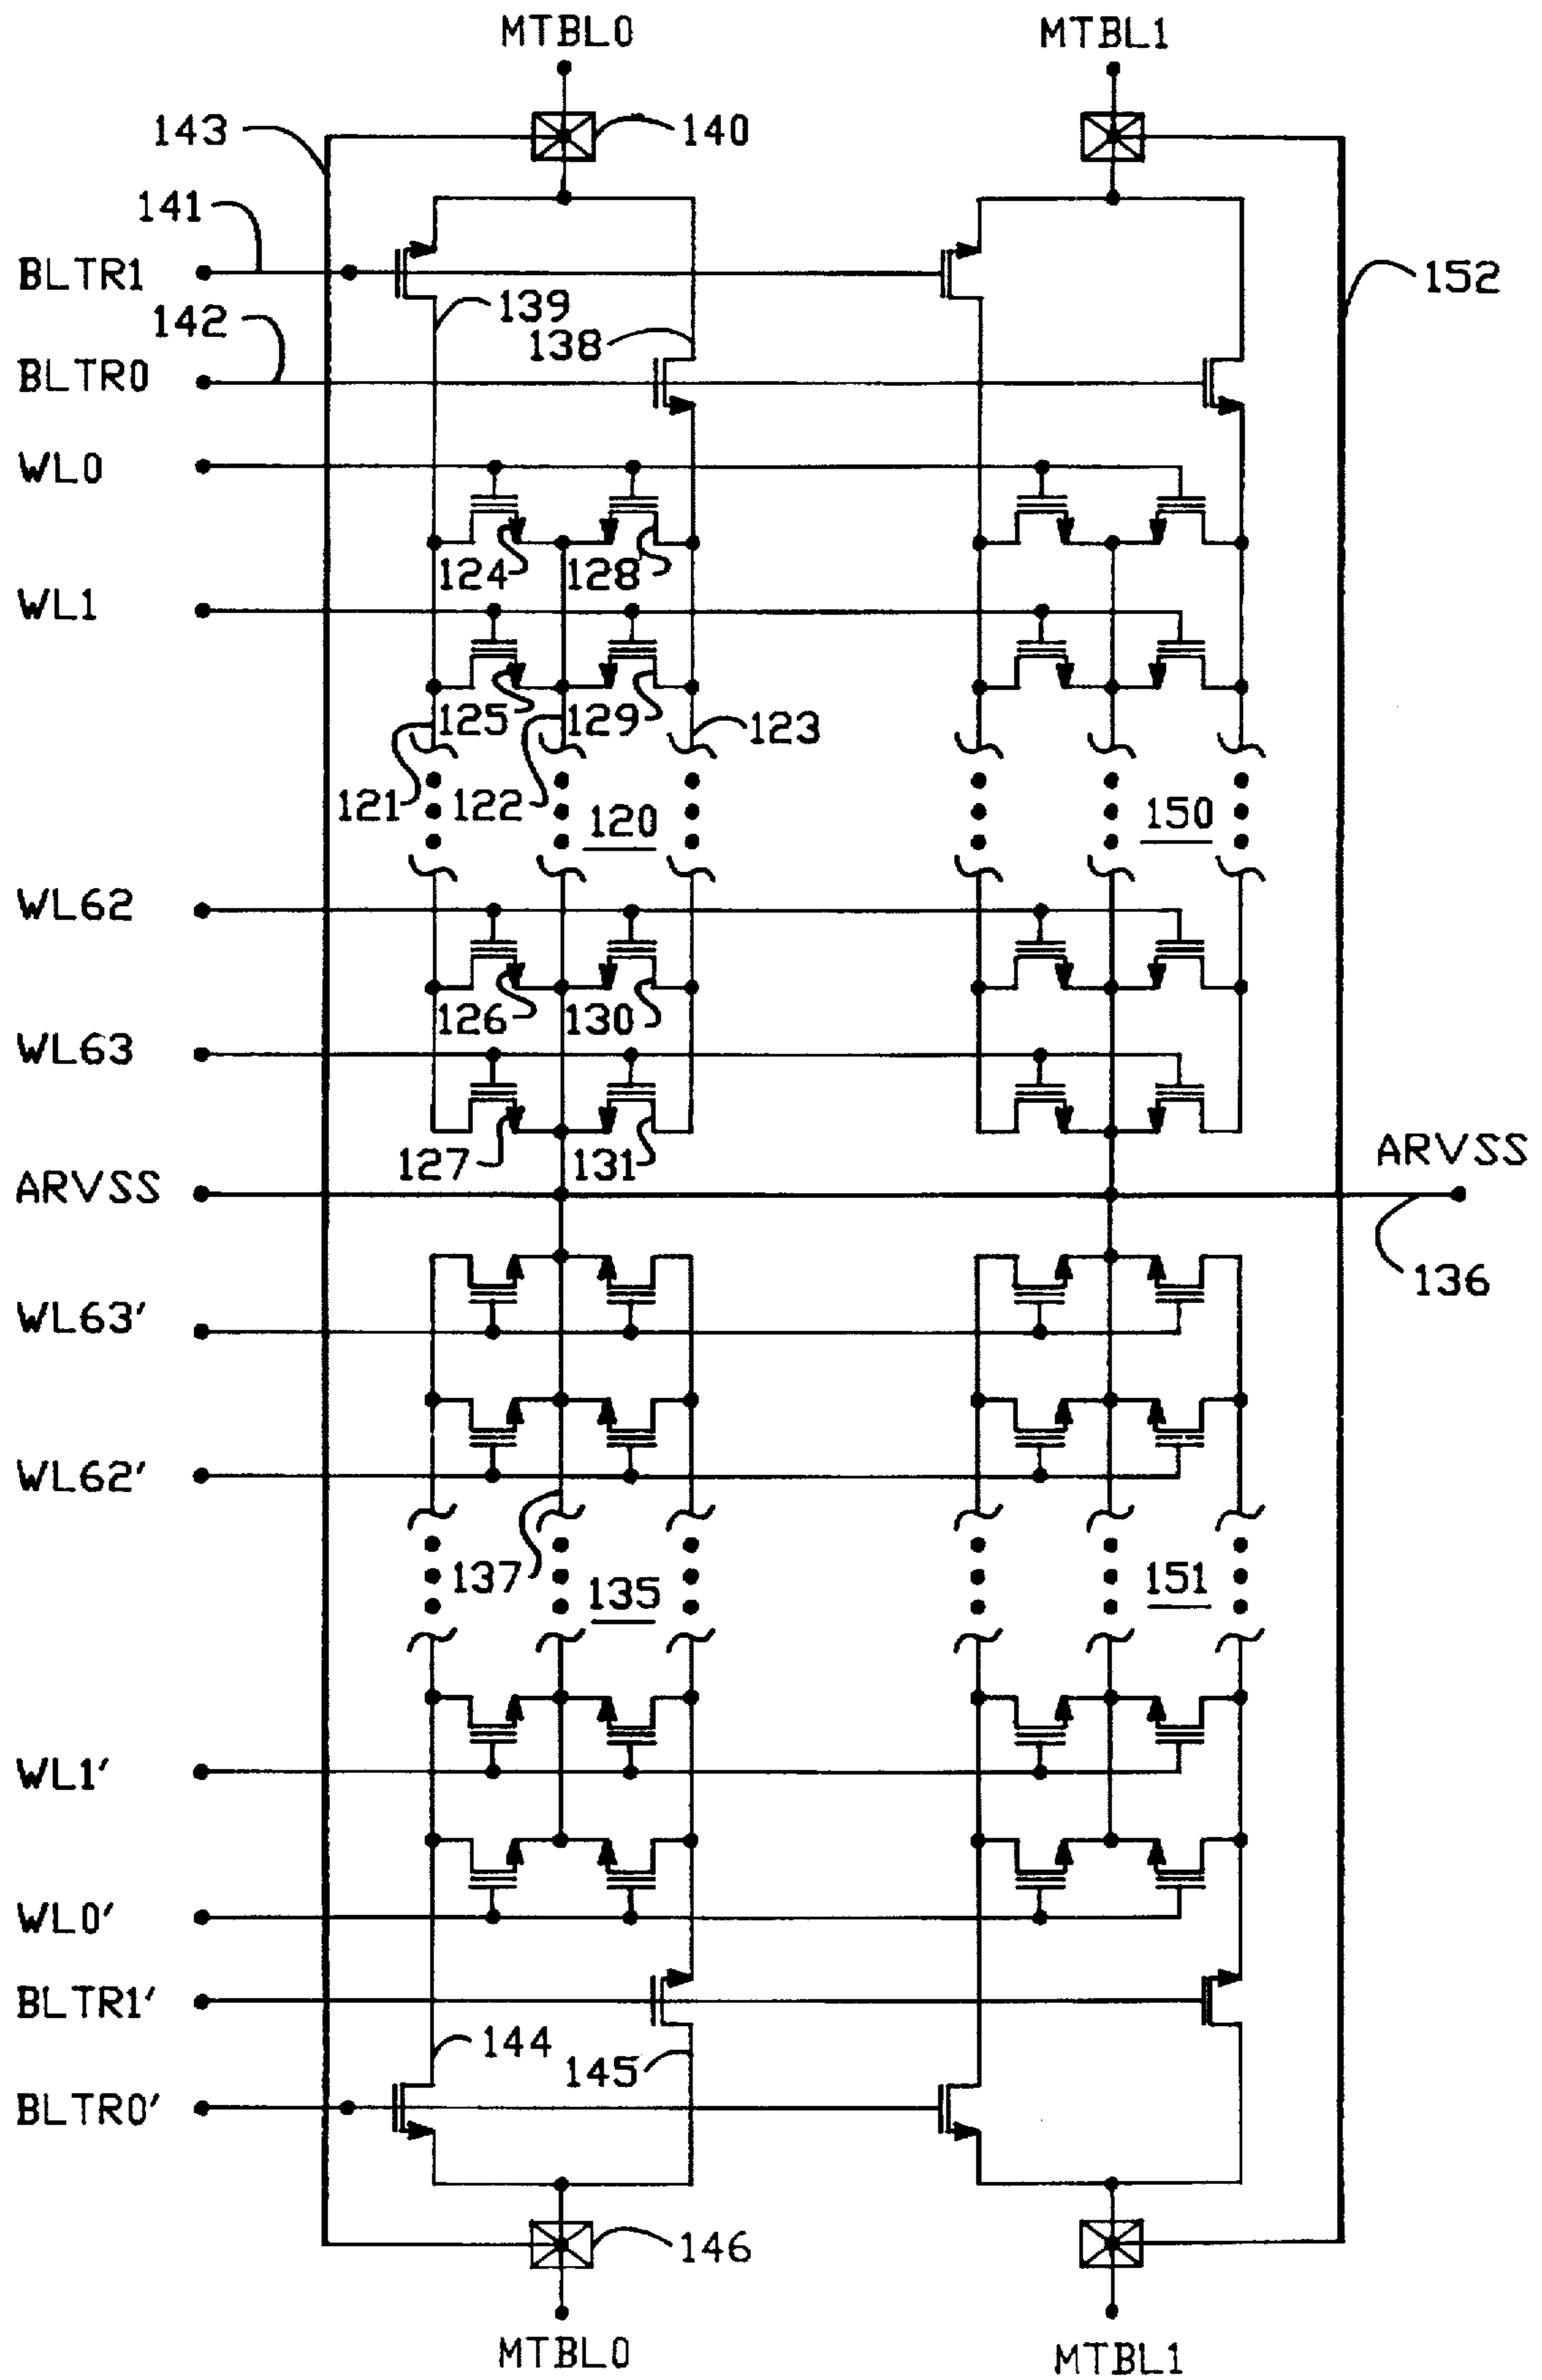 MTBL0 MTBL1
143 140
141
BLTR1 139 152
142 138
BLTR0
WL0
124 128
WL1
125 129 123
121 122 120 150
WL62
126 130
WL63
127 131 ARVSS
ARVSS
136
WL63'
WL62'
137 135 151
WL1'
WL0'
BLTR1'
144 145
BLTR0'
146
MTBL0 MTBL1